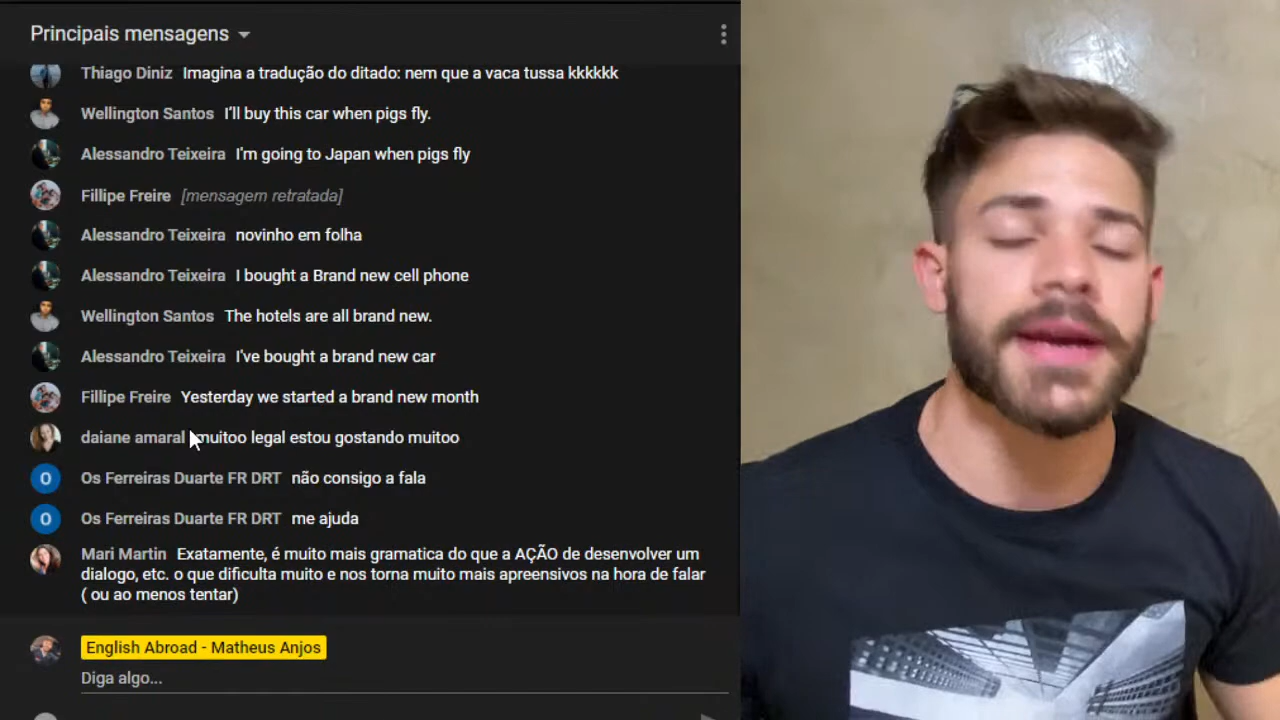 Principais mensagens
Thiago Diniz Imagina a tradução do ditado: nem que a vaca tussa kkkkkk
Wellington Santos I'll buy this car when pigs fly.
Alessandro Teixeira I'm going to Japan when pigs fly
Fillipe Freire [mensagem retratada]
Alessandro Teixeira novinho em folha
Alessandro Teixeira I bought a Brand new cell phone
Wellington Santos The hotels are all brand new.
Alessandro Teixeira I've bought a brand new car
Fillipe Freire Yesterday we started a brand new month
daiane amaral muitoo legal estou gostando muitoo
O Os Ferreiras Duarte FR DRT não consigo a fala
O Os Ferreiras Duarte FR DRT me ajuda
Mari Martin Exatamente, é muito mais gramatica do que a AÇÃO de desenvolver um
dialogo, etc. o que dificulta muito e nos torna muito mais apreensivos na hora de falar
( ou ao menos tentar)
English Abroad - Matheus Anjos
Diga algo...